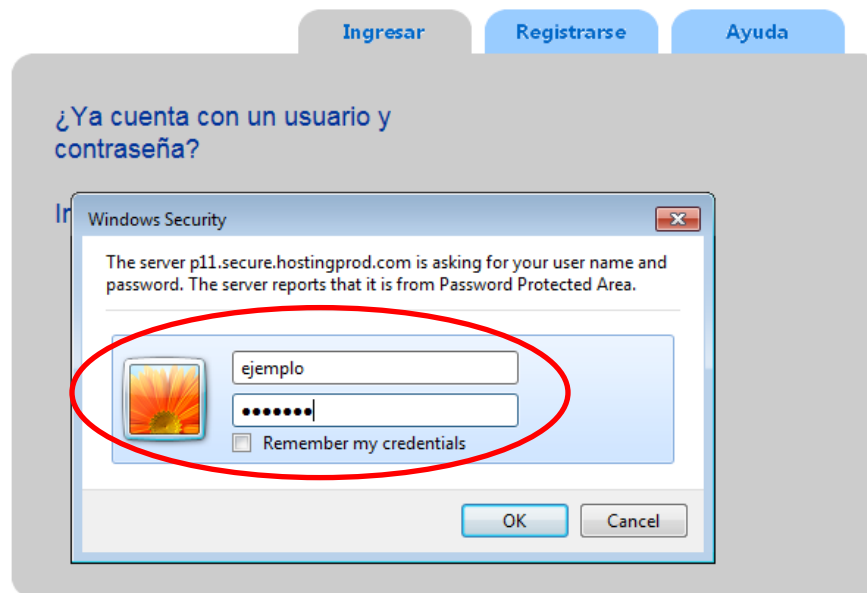 Ingresar
Registrarse
Ayuda
¿Ya cuenta con un usuario y
contraseña?
Windows Security
The server p11.secure.hostingprod.com is asking for your user name and
password. The server reports that it is from Password Protected Area.
ejemplo
●●●●●●●
Remember my credentials
OK
Cancel